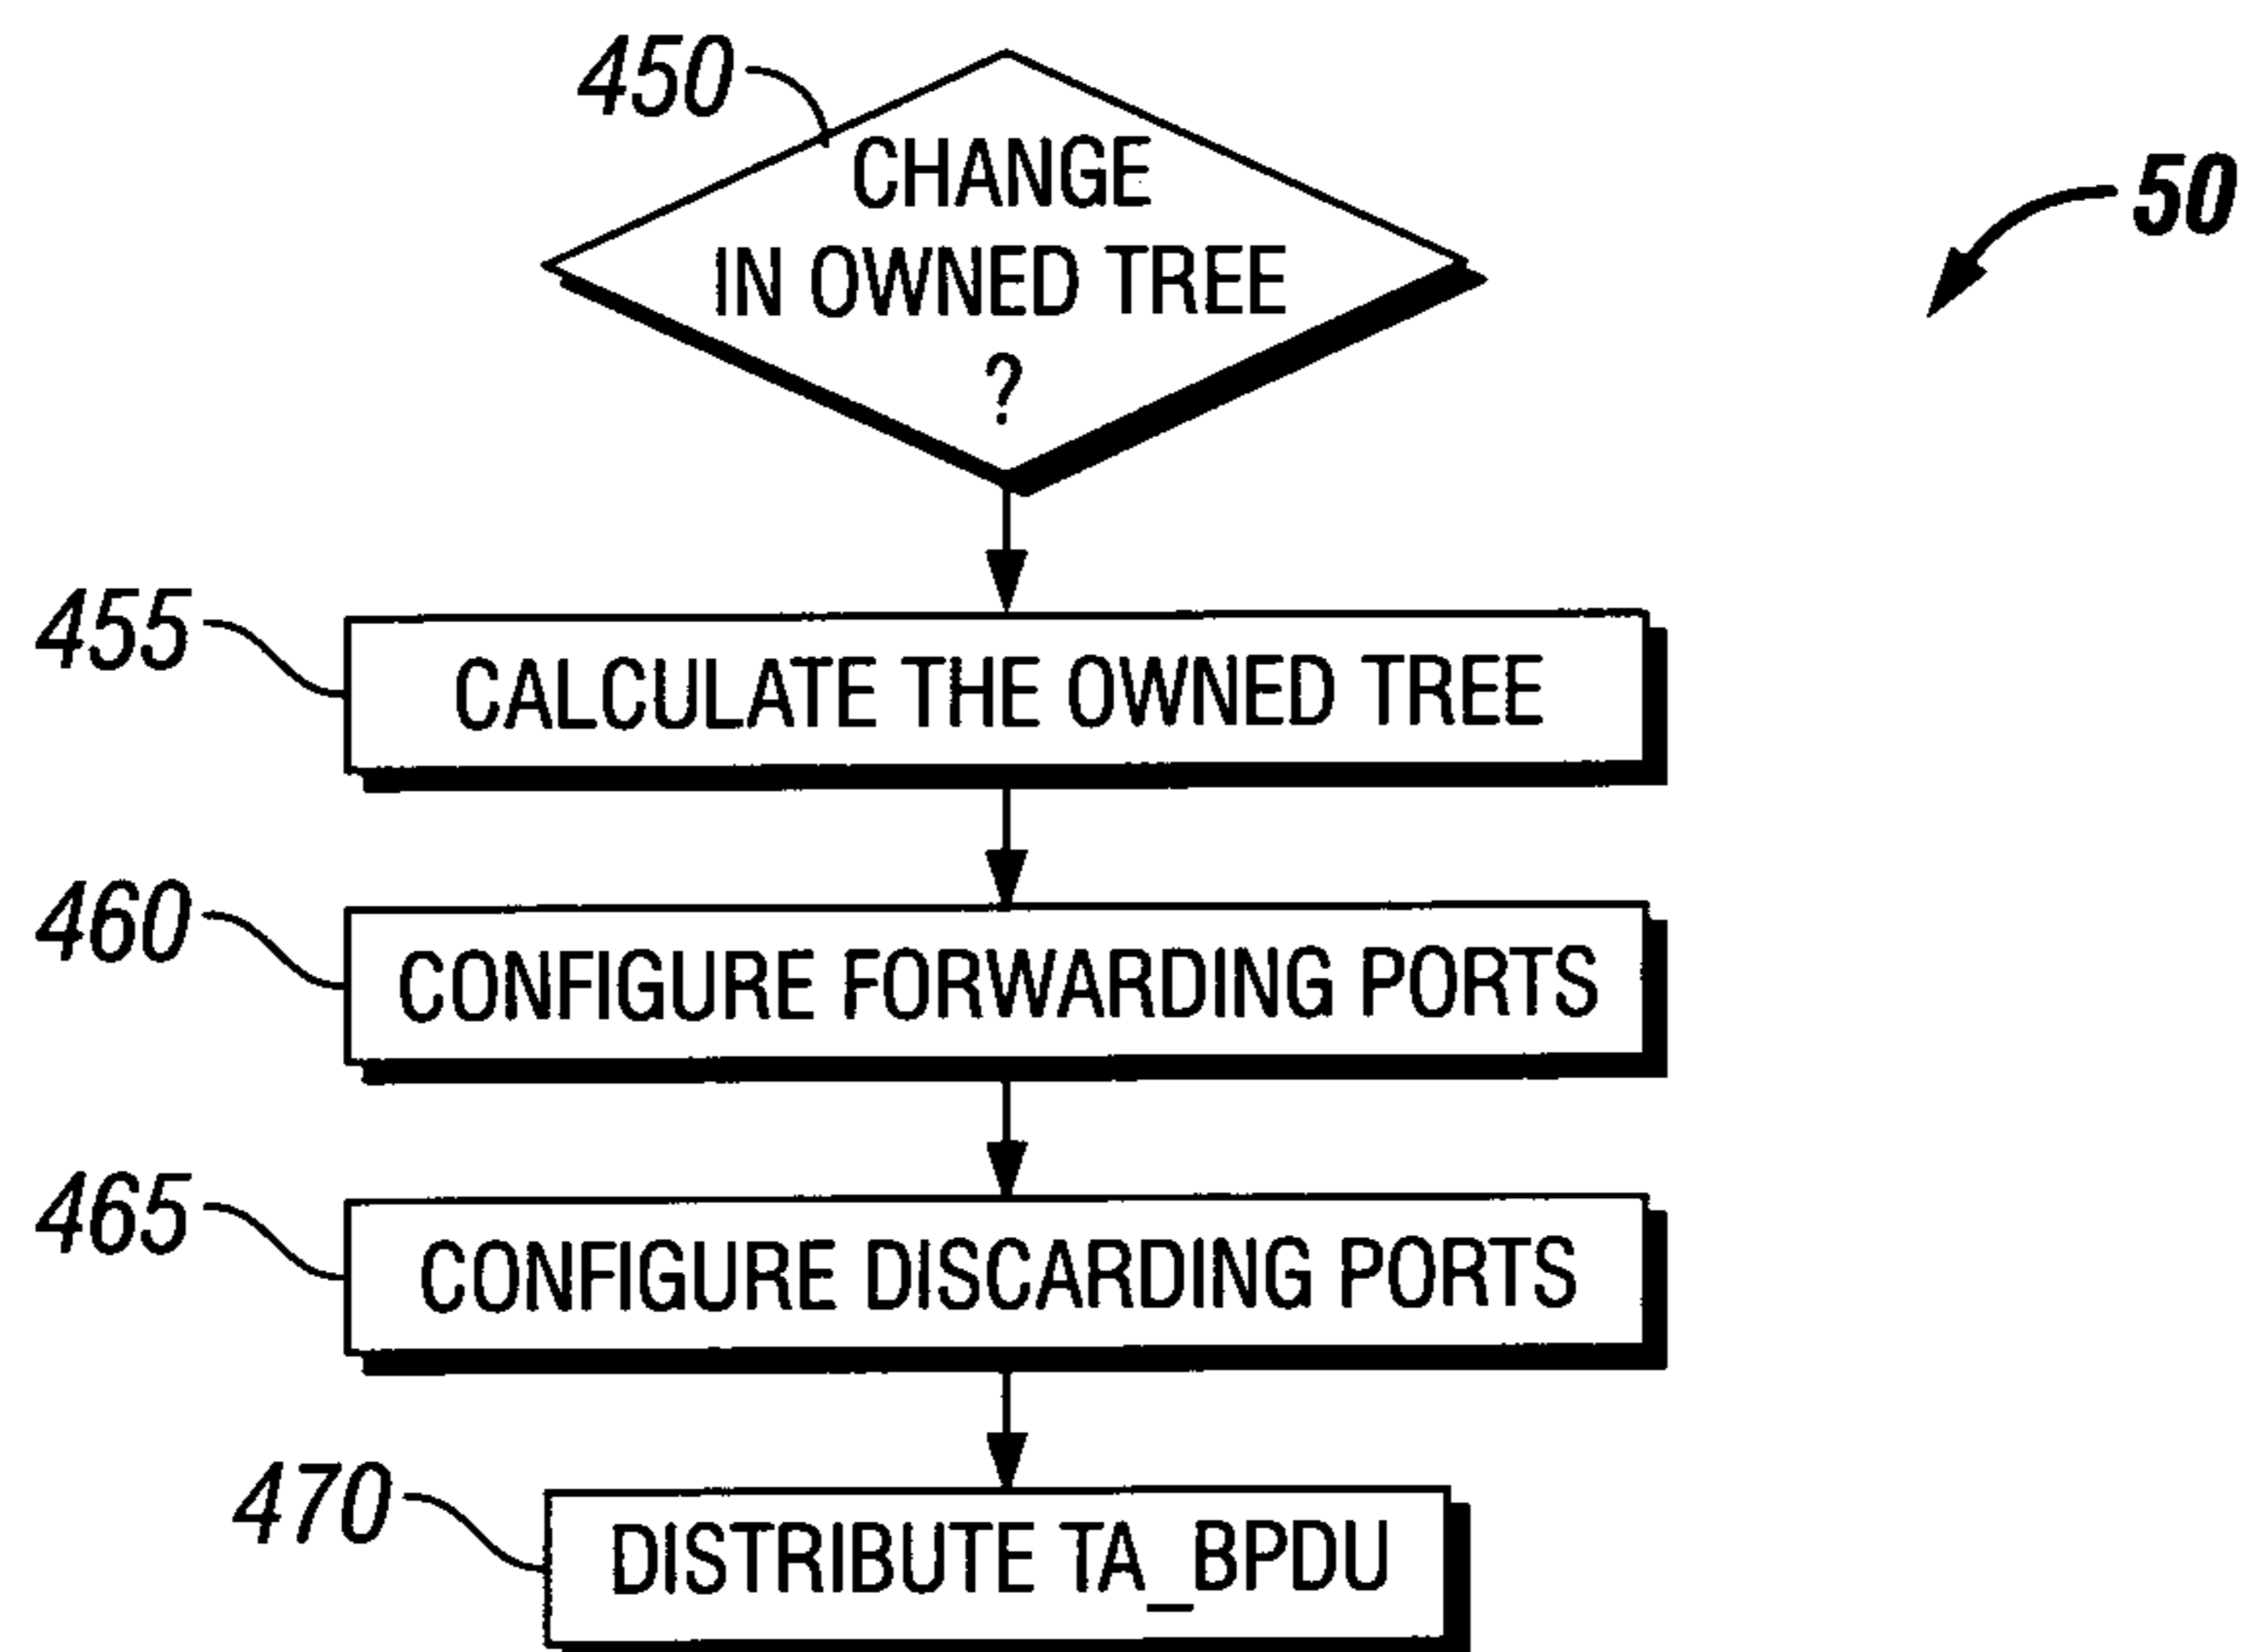 450
CHANGE
IN OWNED TREE
?
50
455
CALCULATE THE OWNED TREE
460
CONFIGURE FORWARDING PORTS
465
CONFIGURE DISCARDING PORTS
470
DISTRIBUTE TA_BPDU